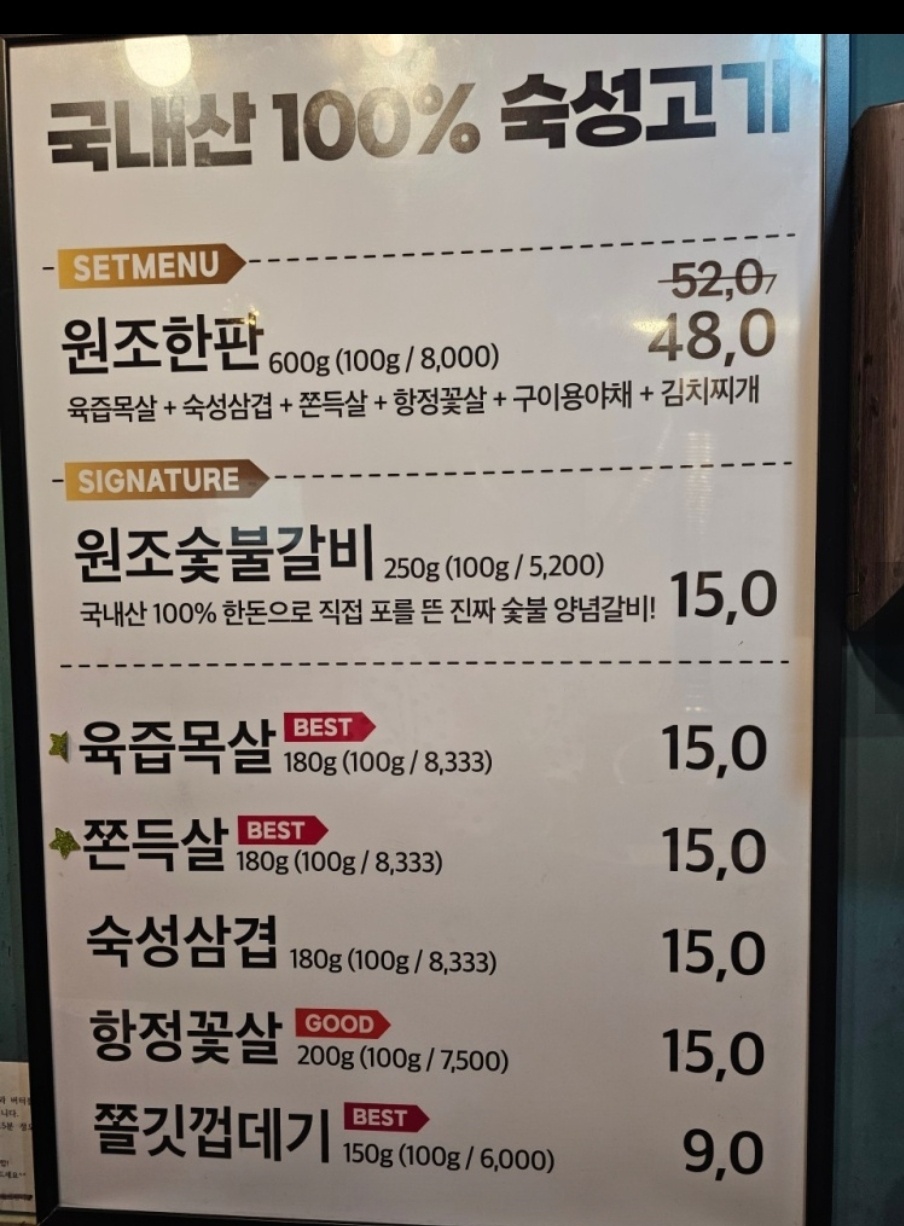 국내산 100% 숙성고기
SETMENU
52,0
원조한판 600g (100g / 8,000) 48,0
육즙목살 + 숙성삼겹 + 쫀득살 + 항정꽃살 + 구이용야채 + 김치찌개
SIGNATURE
원조숯불갈비 250g (100g / 5,200)
국내산 100% 한돈으로 직접 포를 뜬 진짜 숯불 양념갈비! 15,0
육즙목살 BEST 180g (100g / 8,333) 15,0
쫀득살 BEST 180g (100g / 8,333) 15,0
숙성삼겹 180g (100g / 8,333) 15,0
항정꽃살 GOOD 200g (100g / 7,500) 15,0
쫄깃껍데기 BEST 150g (100g / 6,000) 9,0